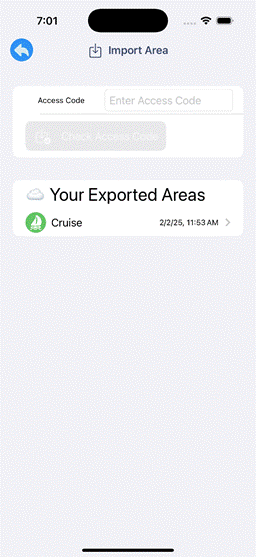 7:01
Import Area
Access Code
Enter Access Code
Check Access Code
Your Exported Areas
Cruise
2/2/25, 11:53 AM